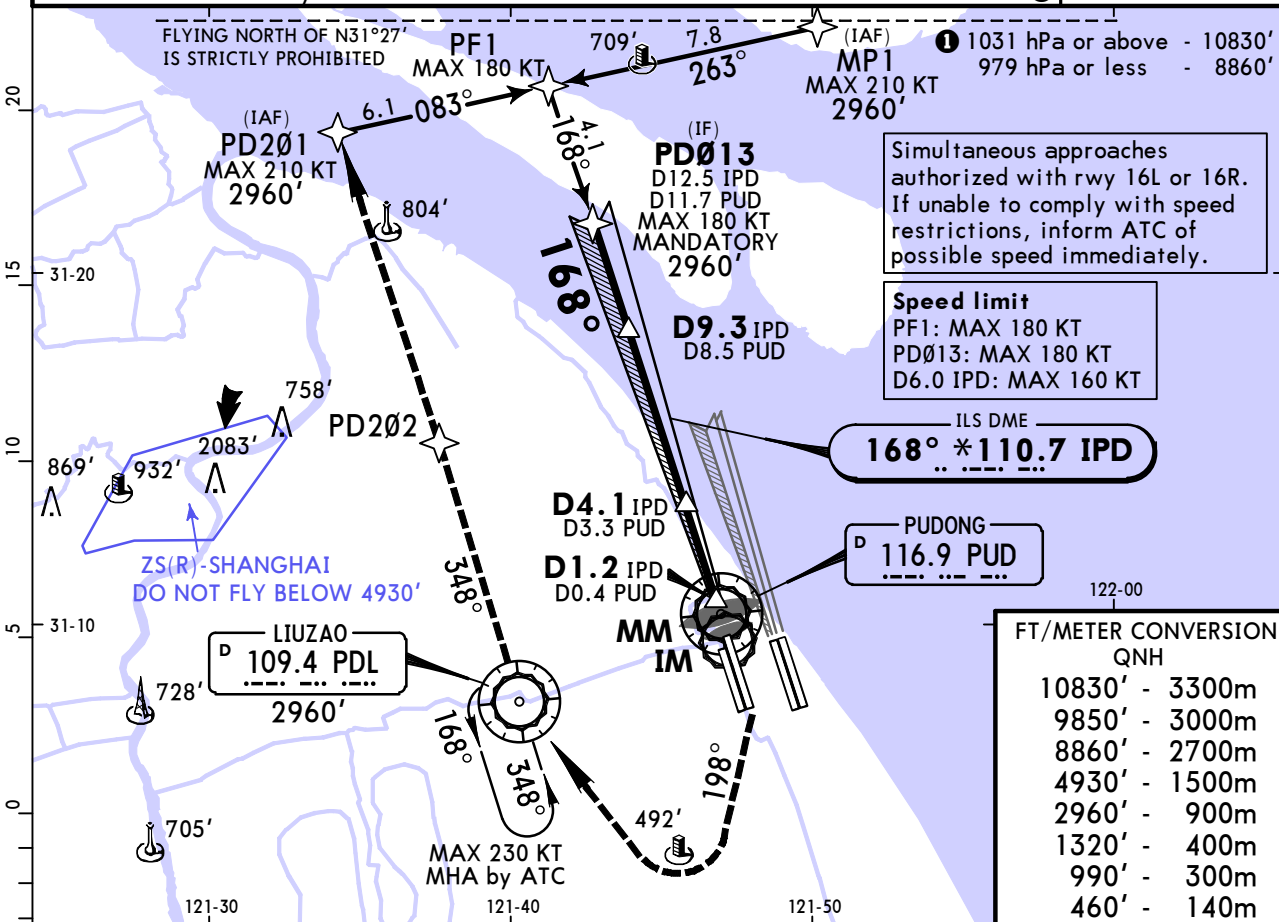 FLYING NORTH OF N31°27'
IS STRICTLY PROHIBITED
PF1
MAX 180 KT
709'
7.8
263°
(IAF)
MP1
MAX 210 KT
2960'
❶ 1031 hPa or above - 10830'
979 hPa or less - 8860'
20
(IAF)
PD2Ø1
MAX 210 KT
2960'
6.1
083°
4.1
168°
(IF)
PDØ13
D12.5 IPD
D11.7 PUD
MAX 180 KT
MANDATORY
2960'
Simultaneous approaches
authorized with rwy 16L or 16R.
If unable to comply with speed
restrictions, inform ATC of
possible speed immediately.
804'
15
31-20
168°
D9.3 IPD
D8.5 PUD
Speed limit
PF1: MAX 180 KT
PDØ13: MAX 180 KT
D6.0 IPD: MAX 160 KT
758'
PD2Ø2
10
2083'
869'
932'
ILS DME
168° *110.7 IPD
D4.1 IPD
D3.3 PUD
PUDONG
D 116.9 PUD
ZS(R)-SHANGHAI
DO NOT FLY BELOW 4930'
348°
D1.2 IPD
D0.4 PUD
122-00
5
31-10
MM
IM
LIUZAO
D 109.4 PDL
2960'
728'
168°
348°
198°
0
705'
492'
MAX 230 KT
MHA by ATC
121-30
121-40
121-50
FT/METER CONVERSION
QNH
10830' - 3300m
9850' - 3000m
8860' - 2700m
4930' - 1500m
2960' - 900m
1320' - 400m
990' - 300m
460' - 140m